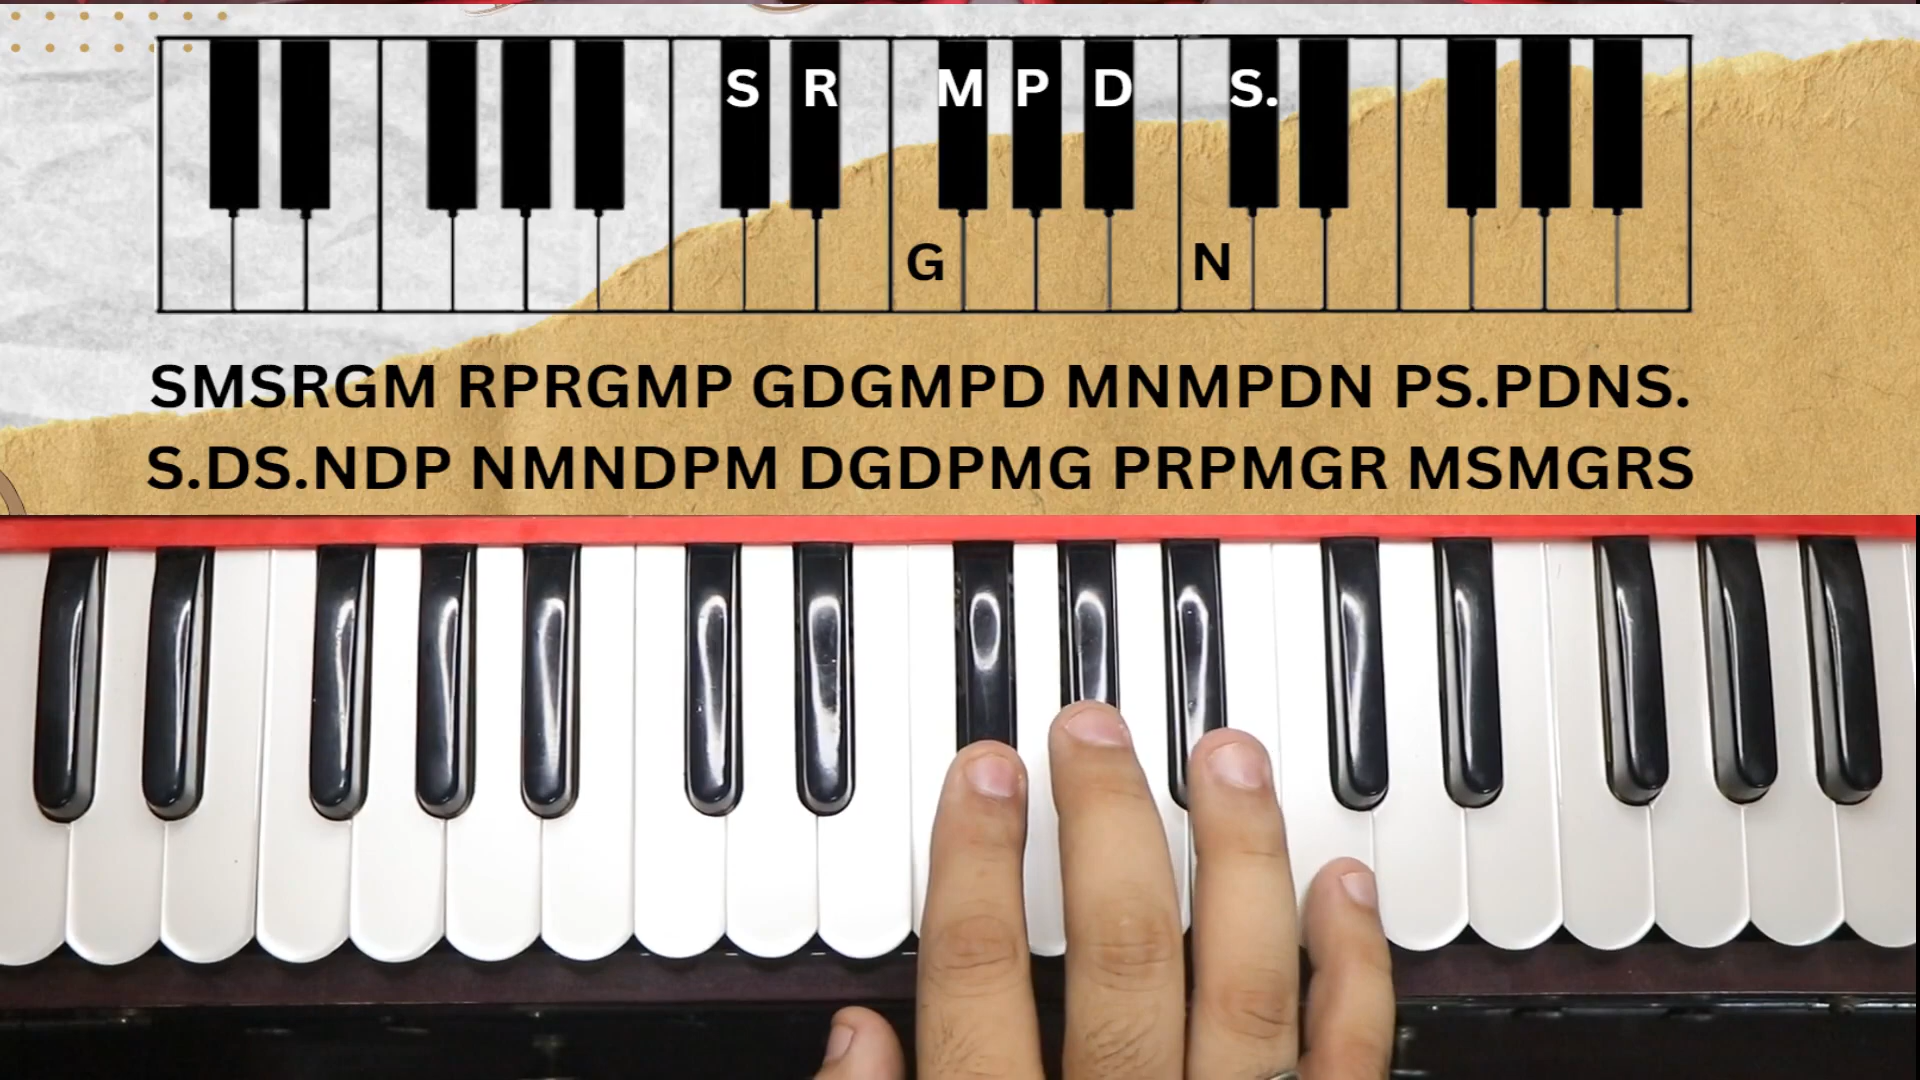 S R M P D S.
G N
SMSRGM RPRGMP GDGMPD MNMPDN PS.PDNS.
S.DS.NDP NMNDPM DGDPMG PRPMGR MSMGRS